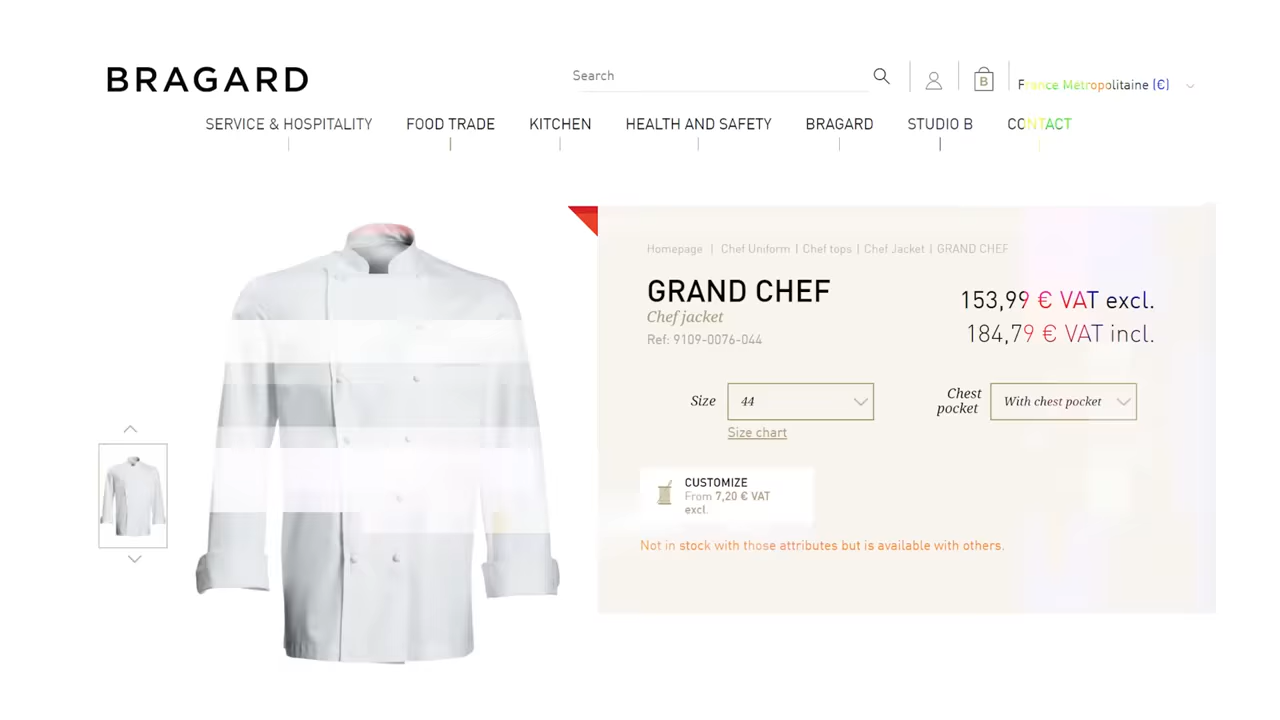 BRAGARD
Search
B
France Métropolitaine (€)
SERVICE & HOSPITALITY FOOD TRADE KITCHEN HEALTH AND SAFETY BRAGARD STUDIO B CONTACT
Homepage | Chef Uniform | Chef tops | Chef Jacket | GRAND CHEF
GRAND CHEF
Chef jacket
Ref: 9109-0076-044
153,99 € VAT excl.
184,79 € VAT incl.
Size 44
Size chart
Chest
pocket
With chest pocket
CUSTOMIZE
From 7,20 € VAT
excl.
Not in stock with those attributes but is available with others.